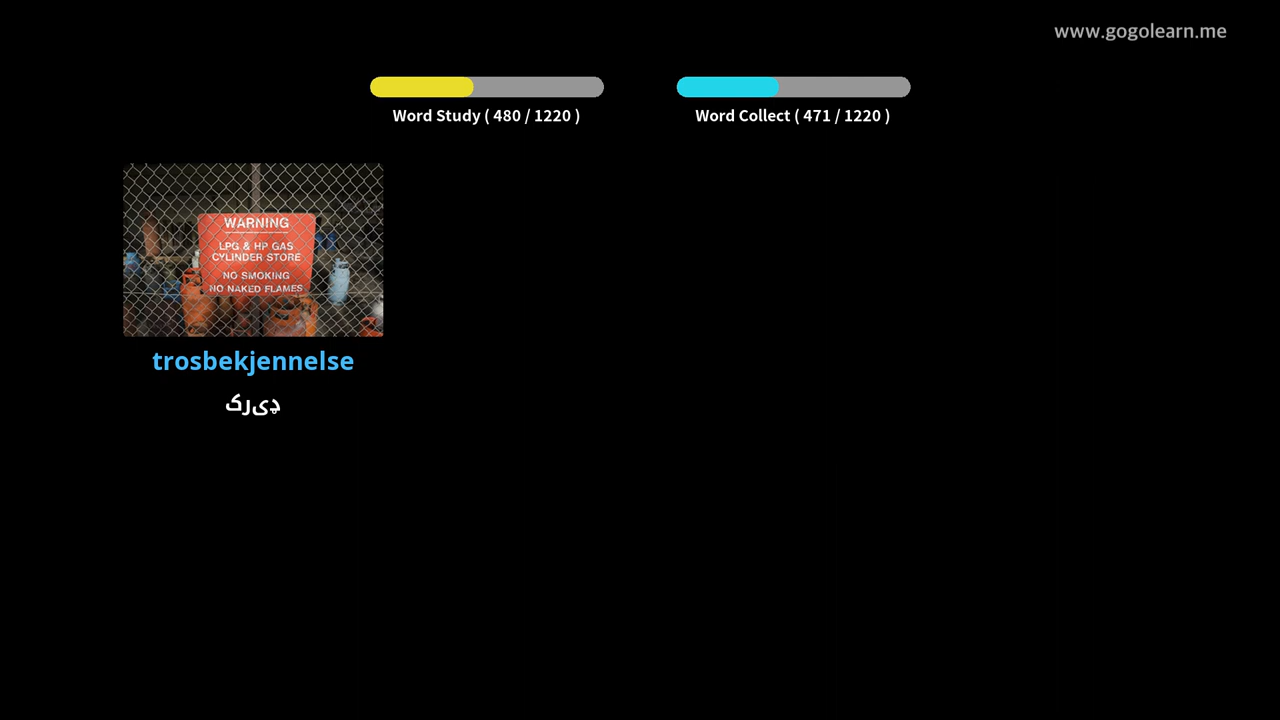 www.gogolearn.me
Word Study ( 480 / 1220 )
Word Collect ( 471 / 1220 )
WARNING
LPG & HP GAS
CYLINDER STORE
NO SMOKING
NO NAKED FLAMES
trosbekjennelse
ډیرک